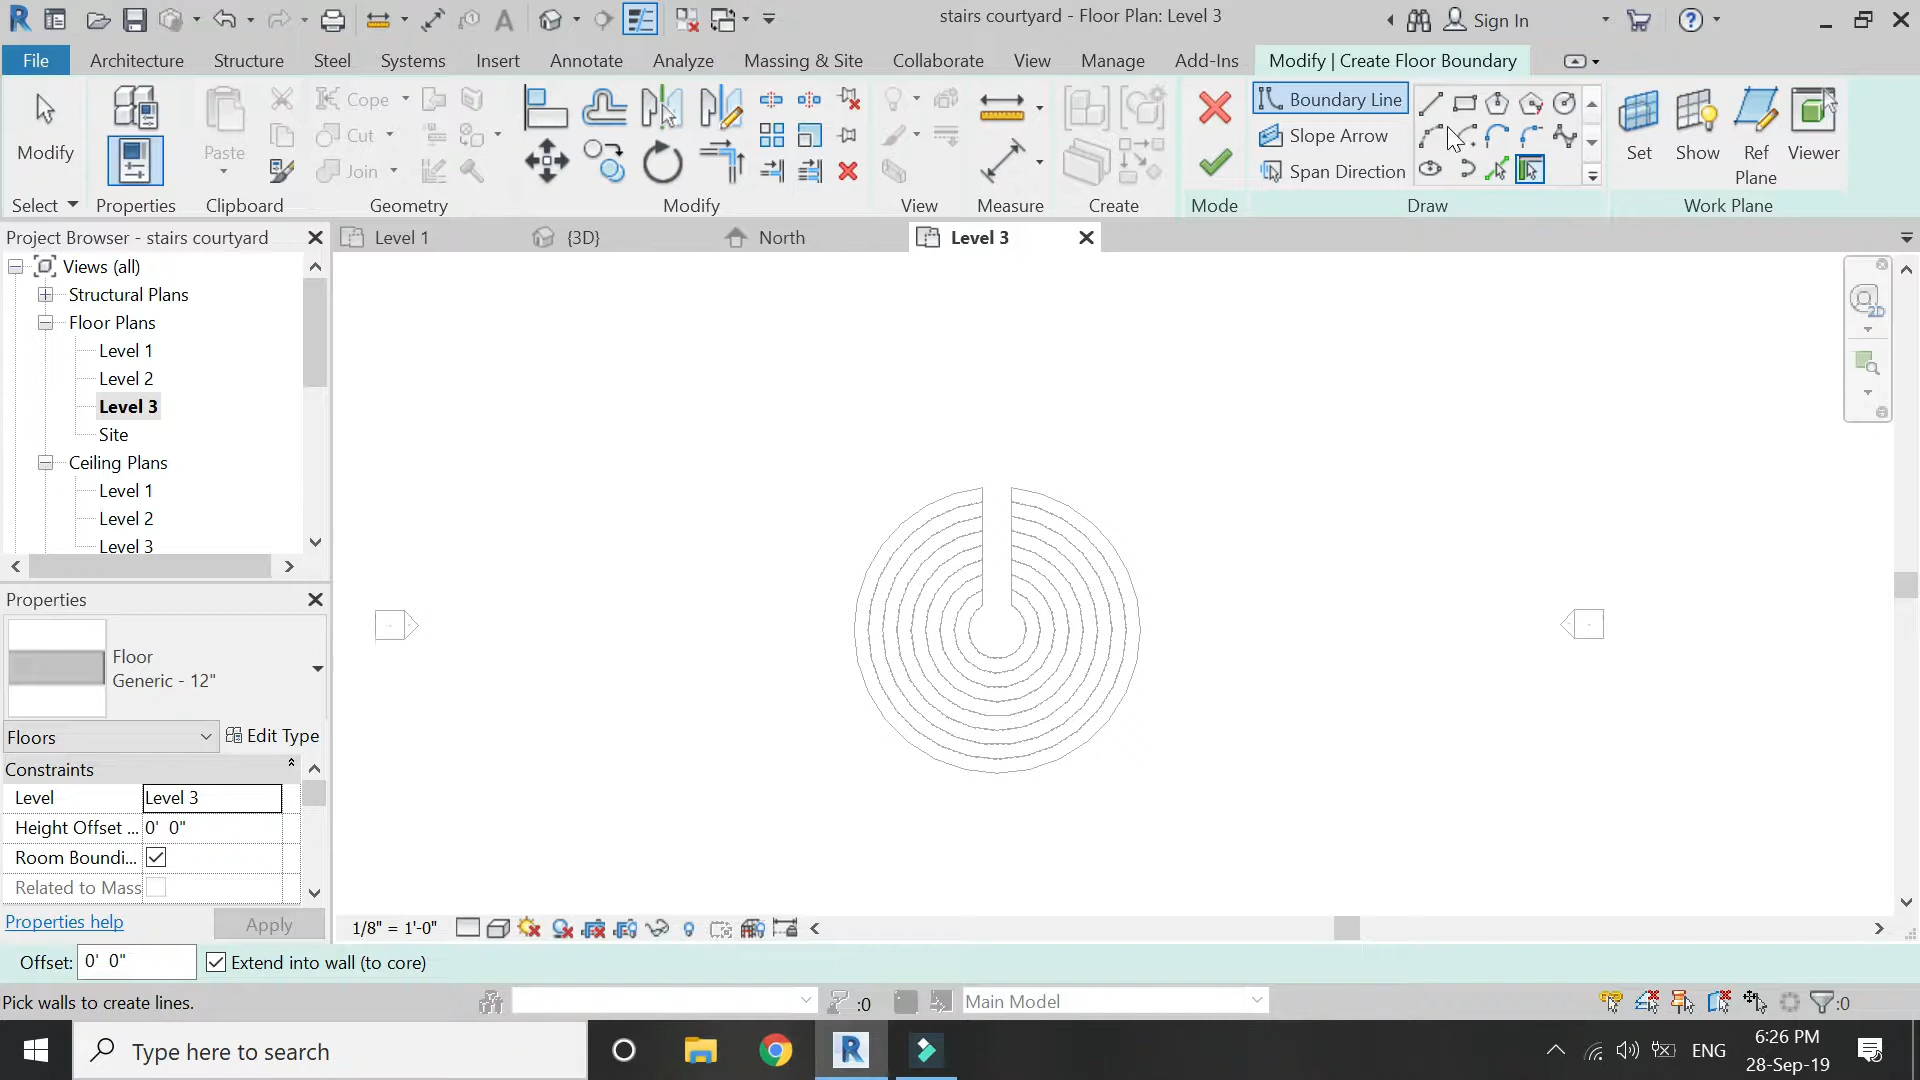 stairs courtyard - Floor Plan: Level 3
Sign In
File
Architecture
Structure
Steel
Systems
Insert
Annotate
Analyze
Massing & Site
Collaborate
View
Manage
Add-Ins
Modify | Create Floor Boundary
Modify
Paste
Cope
Cut
Join
Boundary Line
Slope Arrow
Span Direction
Set
Show
Ref
Plane
Viewer
Select
Properties
Clipboard
Geometry
Modify
View
Measure
Create
Mode
Draw
Work Plane
Project Browser - stairs courtyard
Level 1
{3D}
North
Level 3
Views (all)
Structural Plans
Floor Plans
Level 1
Level 2
Level 3
Site
Ceiling Plans
Level 1
Level 2
Level 3
2D
Properties
Floor
Generic - 12"
Floors
Edit Type
Constraints
Level
Level 3
Height Offset ...
0' 0"
Room Boundi...
Related to Mass
Properties help
Apply
1/8" = 1'-0"
Offset:
0' 0"
Extend into wall (to core)
Pick walls to create lines.
:0
Main Model
:0
Type here to search
ENG
6:26 PM
28-Sep-19